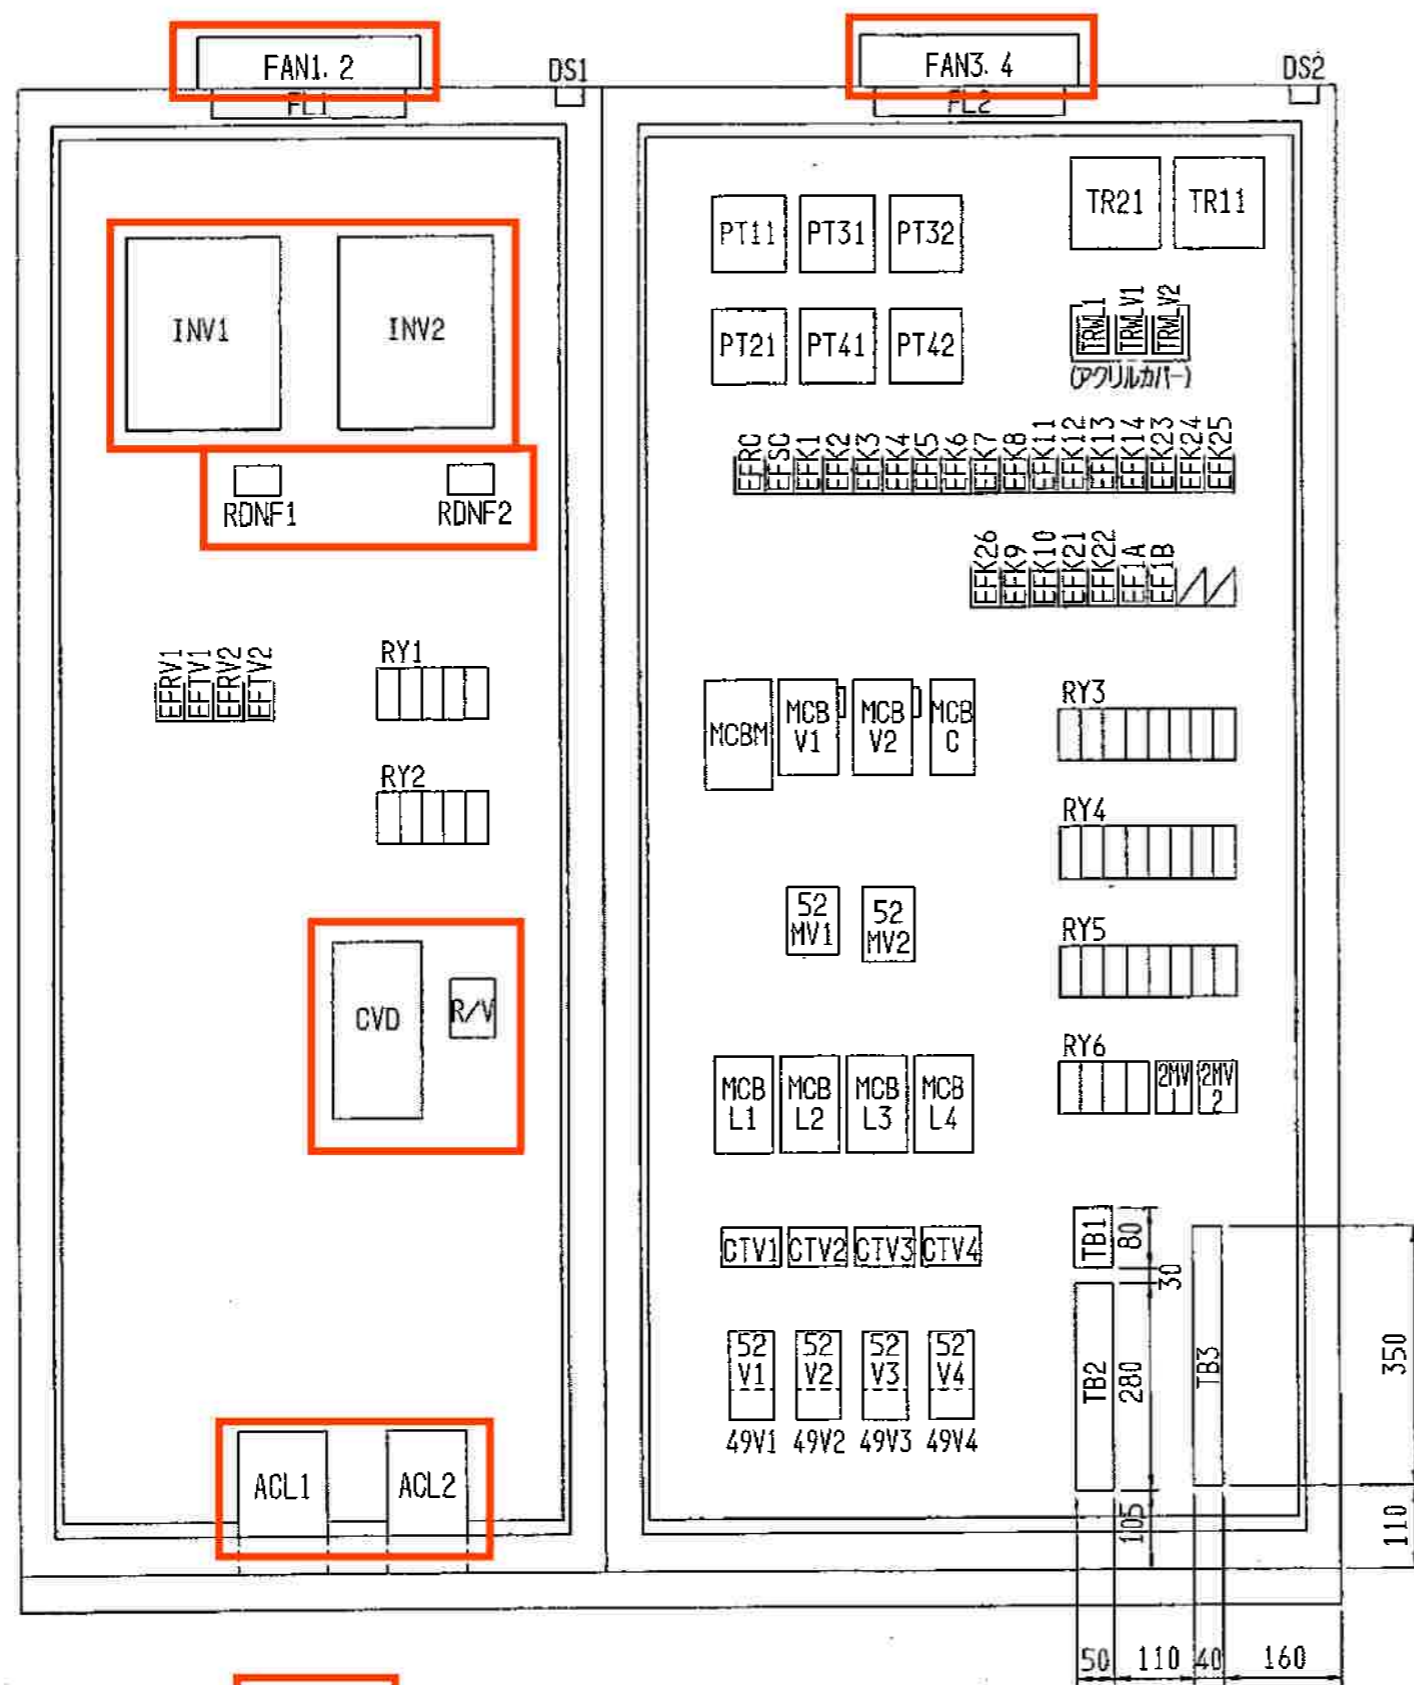 FAN1.2
FL1
DS1
FAN3.4
FL2
DS2
INV1
INV2
RDNF1
RDNF2
EFRV1
EFTV1
EFRV2
EFTV2
RY1
RY2
CVD
R/V
ACL1
ACL2
PT11
PT31
PT32
TR21
TR11
PT21
PT41
PT42
TRWL1
TRWLV1
TRWLV2
(アクリルカバー)
EFRC
EFSC
EFK1
EFK2
EFK3
EFK4
EFK5
EFK6
EFK7
EFK8
EFK11
EFK12
EFK13
EFK14
EFK23
EFK24
EFK25
EFK26
EFK9
EFK10
EFK21
EFK22
EF1A
EF1B
MCBM
MCB
V1
MCB
V2
MCB
C
RY3
RY4
52
MV1
52
MV2
RY5
RY6
2MV
1
2MV
2
MCB
L1
MCB
L2
MCB
L3
MCB
L4
CTV1
CTV2
CTV3
CTV4
TB1
80
30
52
V1
52
V2
52
V3
52
V4
49V1
49V2
49V3
49V4
TB2
280
TB3
350
105
110
50
110
40
160